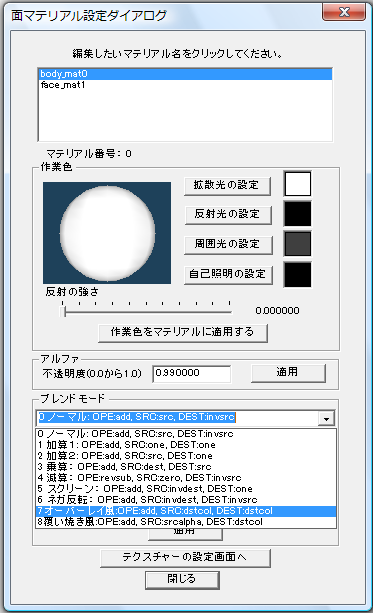 面マテリアル設定ダイアログ
編集したいマテリアル名をクリックしてください。
body_mat0
face_mat1
マテリアル番号：0
作業色
拡散光の設定
反射光の設定
周囲光の設定
自己照明の設定
反射の強さ
0.000000
作業色をマテリアルに適用する
アルファ
不透明度(0.0から1.0)
0.990000
適用
ブレンドモード
0 ノーマル: OPE:add, SRC:src, DEST:invsrc
0 ノーマル: OPE:add, SRC:src, DEST:invsrc
1 加算１: OPE:add, SRC:one, DEST:one
2 加算２: OPE:add, SRC:src, DEST:one
3 乗算： OPE:add, SRC:dest, DEST:src
4 減算： OPE:revsub, SRC:zero, DEST:invsrc
5 スクリーン： OPE:add, SRC:invdest, DEST:one
6 ネガ反転： OPE:add, SRC:invdest, DEST:invsrc
7オーバーレイ風:OPE:add, SRC:dstcol, DEST:dstcol
8覆い焼き風:OPE:add, SRC:srcalpha, DEST:dstcol
適用
テクスチャーの設定画面へ
閉じる